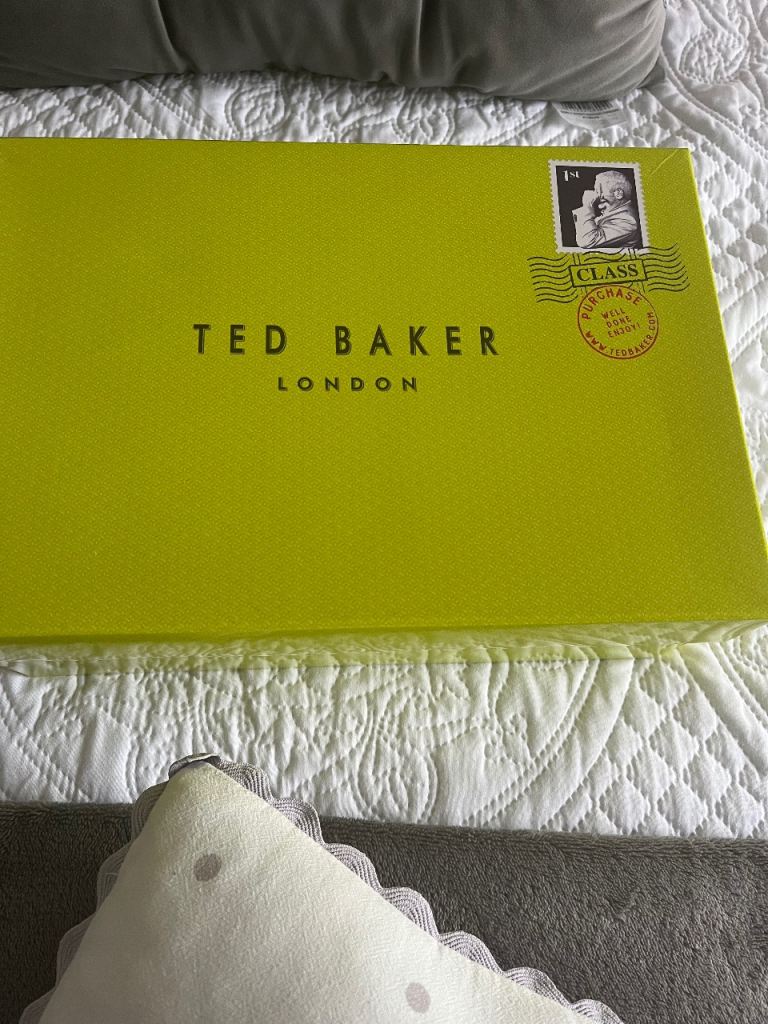 1st
CLASS
PURCHASE
WELL
DONE
ENJOY!
WWW.TEDBAKER.COM
TED BAKER
LONDON